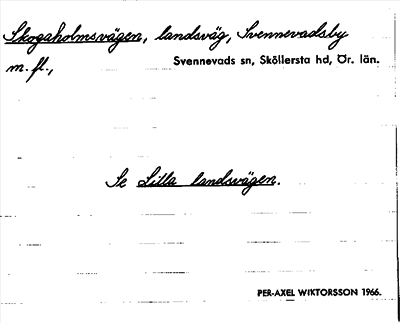 Skogaholmsvägen, landsväg, Svennevadsby
m. fl., Svennevads sn, Sköllersta hd, Ör. län.
Se Lilla landsvägen.
PER-AXEL WIKTORSSON 1966.